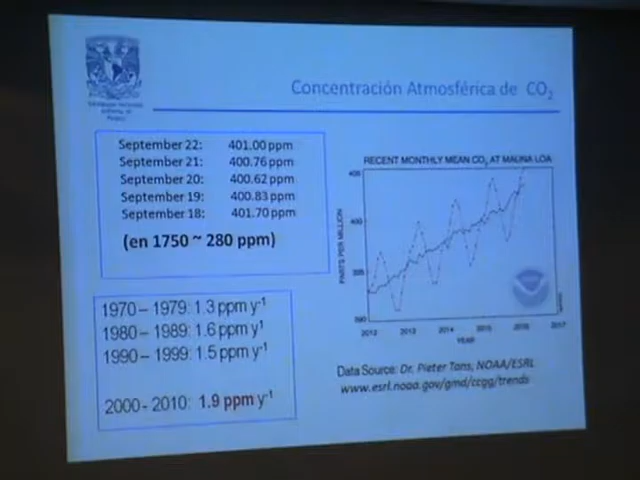 Concentración Atmosférica de CO₂
September 22: 401.00 ppm
September 21: 400.76 ppm
September 20: 400.62 ppm
September 19: 400.83 ppm
September 18: 401.70 ppm
(en 1750 ~ 280 ppm)
1970 – 1979: 1.3 ppm y⁻¹
1980 – 1989: 1.6 ppm y¹
1990 – 1999: 1.5 ppm y⁻¹
2000 - 2010: 1.9 ppm y⁻¹
RECENT MONTHLY MEAN CO₂ AT MAUNA LOA
PARTS PER MILLION
400
2012 2013 2014 2015 2016 2017
YEAR
Data Source: Dr. Pieter Tans, NOAA/ESRL
www.esrl.noaa.gov/gmd/ccgg/trends